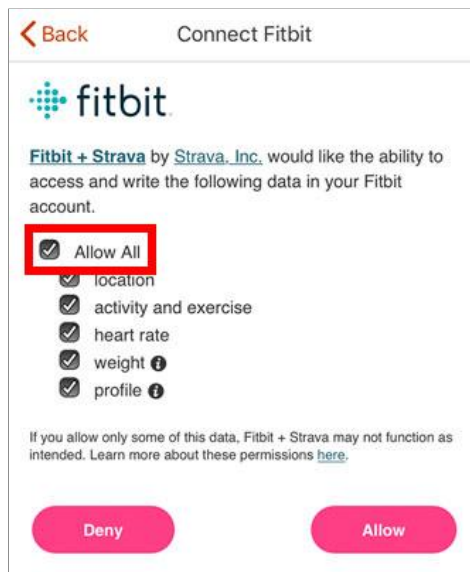 Back
Connect Fitbit
fitbit
Fitbit + Strava by Strava, Inc. would like the ability to
access and write the following data in your Fitbit
account.
Allow All
location
activity and exercise
heart rate
weight
profile
If you allow only some of this data, Fitbit + Strava may not function as
intended. Learn more about these permissions here.
Deny
Allow